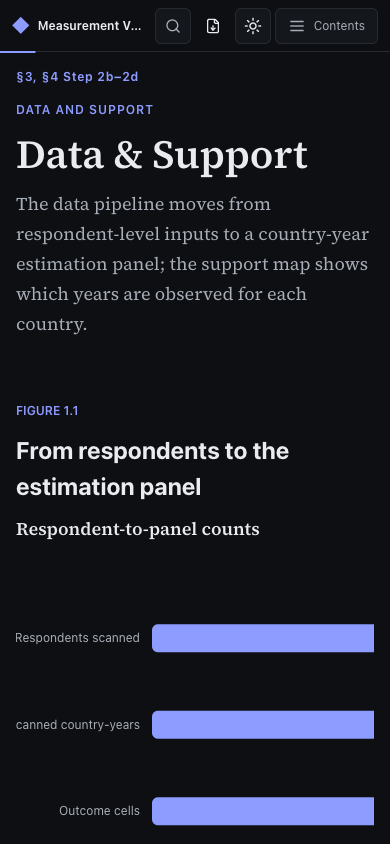 Measurement V...
Contents
§3, §4 Step 2b–2d
DATA AND SUPPORT
Data & Support
The data pipeline moves from
respondent-level inputs to a country-year
estimation panel; the support map shows
which years are observed for each
country.
FIGURE 1.1
From respondents to the
estimation panel
Respondent-to-panel counts
Respondents scanned
canned country-years
Outcome cells